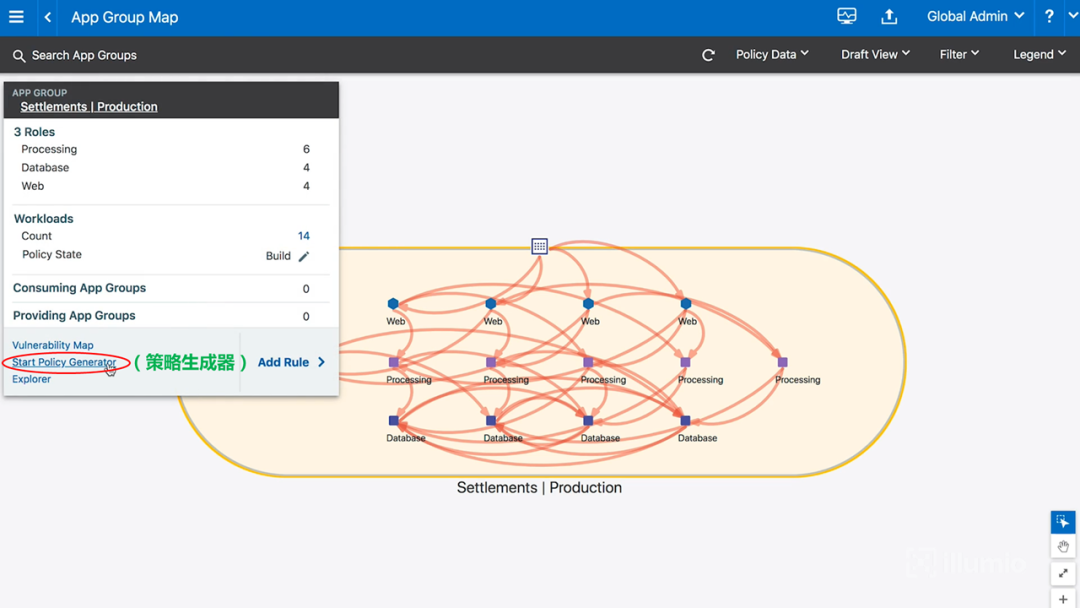 App Group Map
Global Admin
?
Search App Groups
Policy Data
Draft View
Filter
Legend
APP GROUP
Settlements | Production
3 Roles
Processing 6
Database 4
Web 4
Workloads
Count 14
Policy State Build
Consuming App Groups 0
Providing App Groups 0
Vulnerability Map
Start Policy Generator (策略生成器) Add Rule
Explorer
Web Web Web Web
Processing Processing Processing Processing Processing
Database Database Database Database
Settlements | Production
illumio